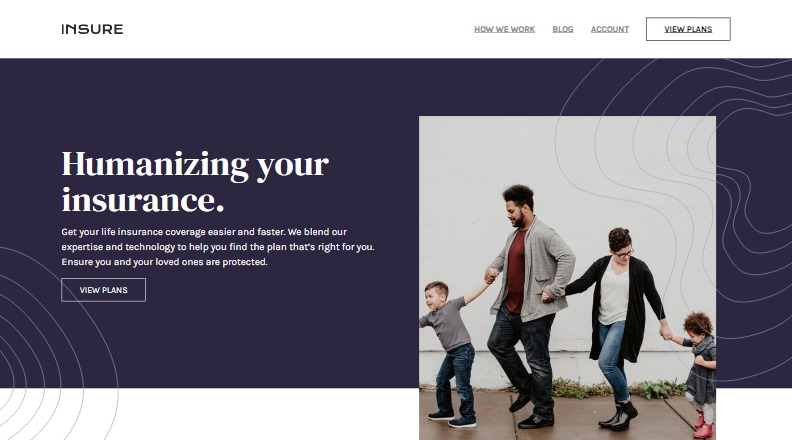 INSURE
HOW WE WORK
BLOG
ACCOUNT
VIEW PLANS
Humanizing your
insurance.
Get your life insurance coverage easier and faster. We blend our
expertise and technology to help you find the plan that's right for you.
Ensure you and your loved ones are protected.
VIEW PLANS